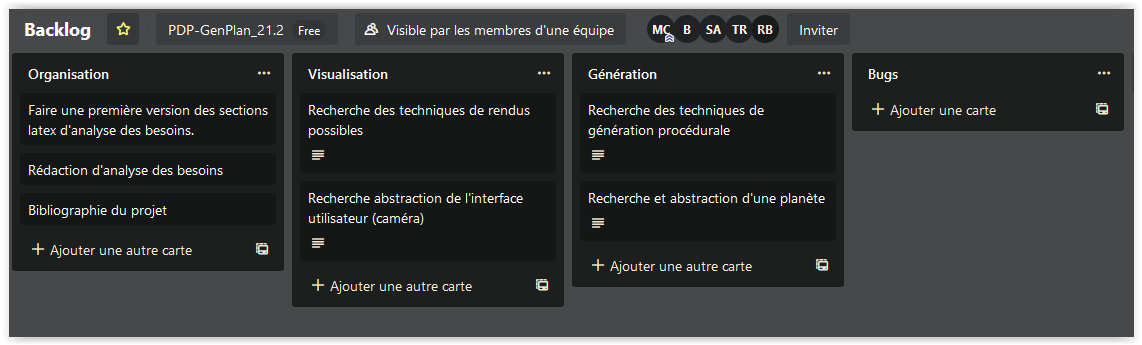 Backlog
PDP-GenPlan_21.2 Free
Visible par les membres d'une équipe
MC B SA TR RB
Inviter
Organisation
Faire une première version des sections
latex d'analyse des besoins.
Rédaction d'analyse des besoins
Bibliographie du projet
Ajouter une autre carte
Visualisation
Recherche des techniques de rendus
possibles
Recherche abstraction de l'interface
utilisateur (caméra)
Ajouter une autre carte
Génération
Recherche des techniques de
génération procédurale
Recherche et abstraction d'une planète
Ajouter une autre carte
Bugs
Ajouter une carte